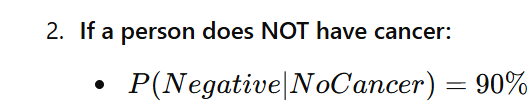 2. If a person does NOT have cancer:
• P(Negative|NoCancer) = 90%